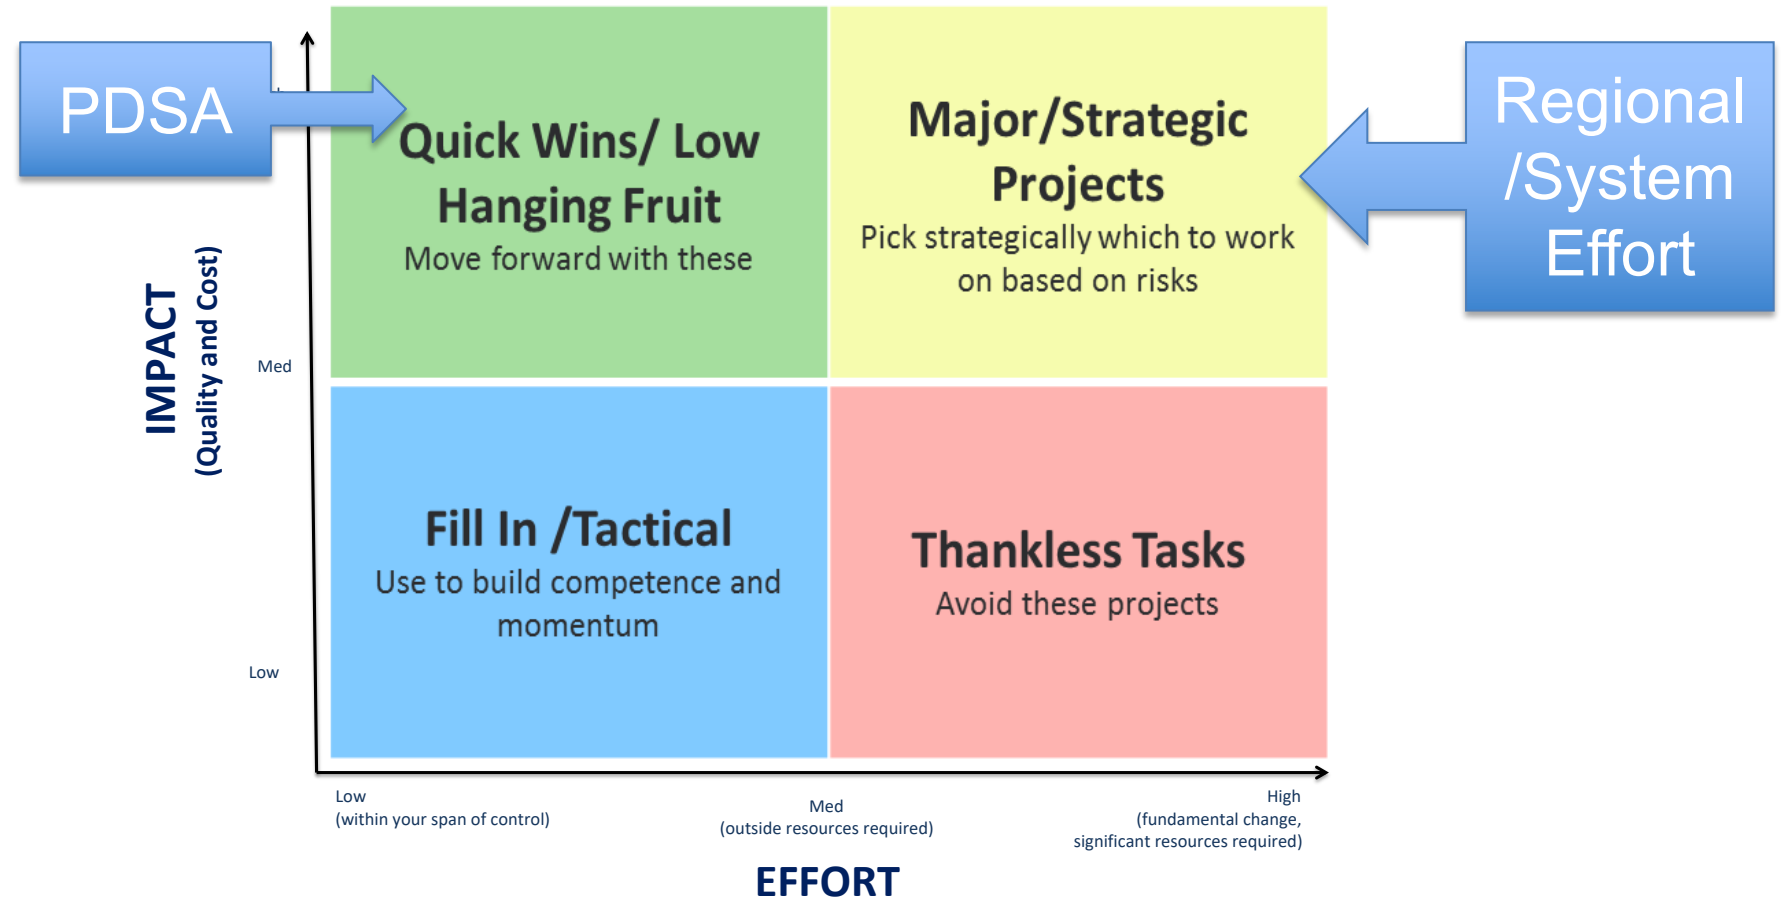 PDSA
Quick Wins/ Low
Hanging Fruit
Move forward with these
Major/Strategic
Projects
Pick strategically which to work
on based on risks
Regional
/System
Effort
IMPACT
(Quality and Cost)
Med
Low
Fill In /Tactical
Use to build competence and
momentum
Thankless Tasks
Avoid these projects
Low
(within your span of control)
Med
(outside resources required)
High
(fundamental change,
significant resources required)
EFFORT